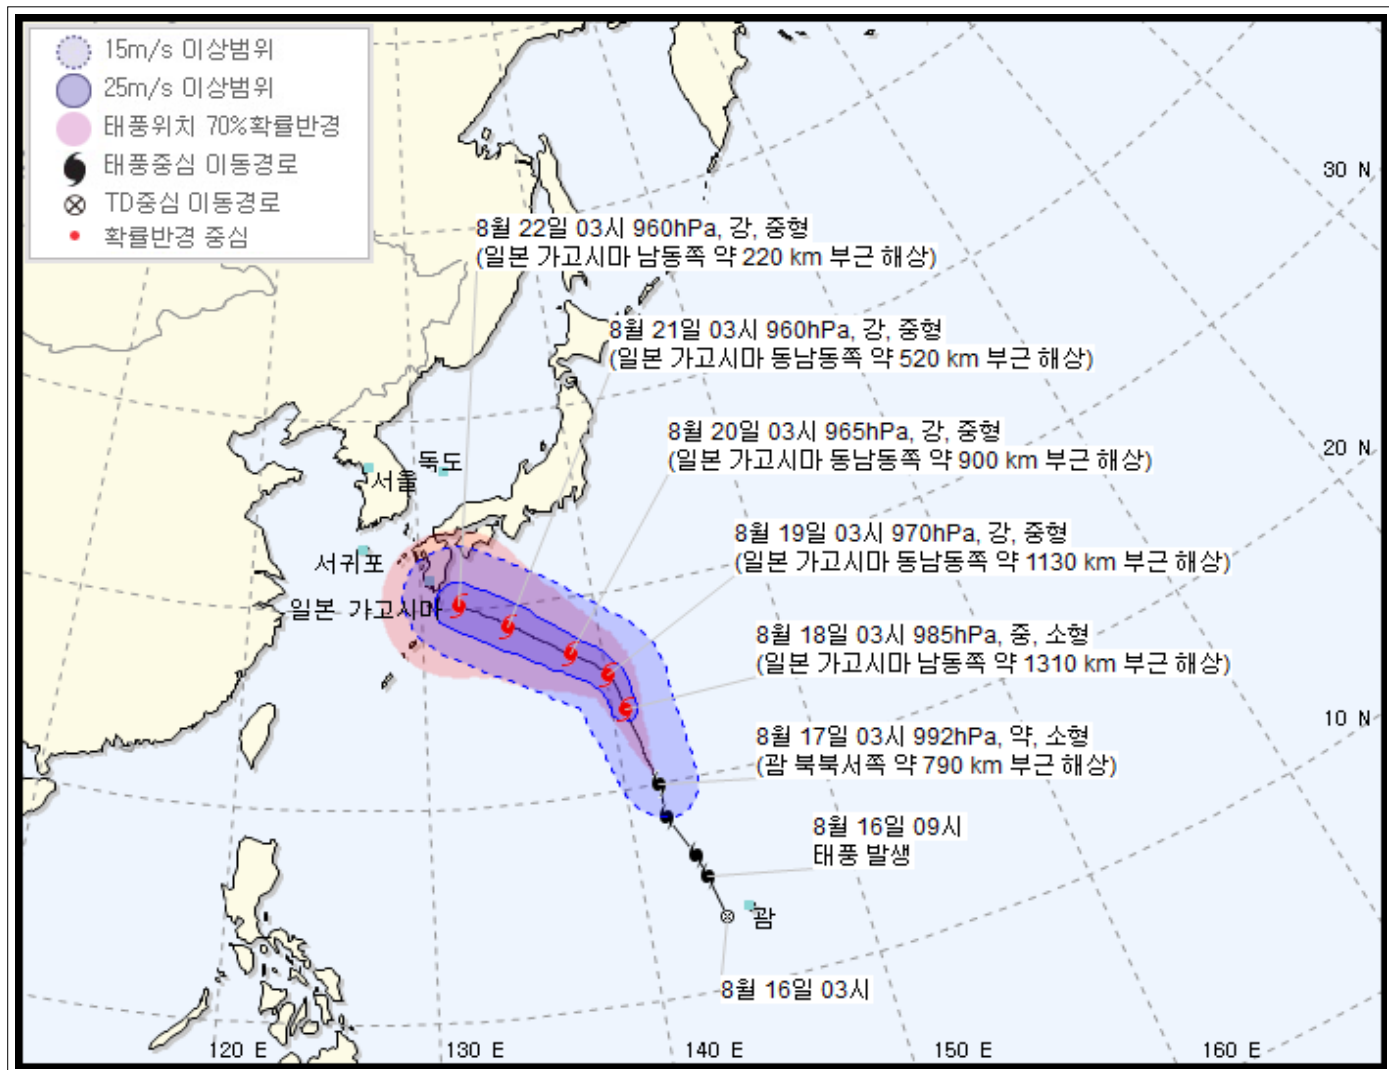 15m/s 이상범위
25m/s 이상범위
태풍위치 70%확률반경
태풍중심 이동경로
TD중심 이동경로
확률반경 중심
30 N
8월 22일 03시 960hPa, 강, 중형
(일본 가고시마 남동쪽 약 220 km 부근 해상)
8월 21일 03시 960hPa, 강, 중형
(일본 가고시마 동남동쪽 약 520 km 부근 해상)
8월 20일 03시 965hPa, 강, 중형
(일본 가고시마 동남동쪽 약 900 km 부근 해상)
20 N
독도
서울
8월 19일 03시 970hPa, 강, 중형
(일본 가고시마 동남동쪽 약 1130 km 부근 해상)
서귀포
일본 가고시마
8월 18일 03시 985hPa, 중, 소형
(일본 가고시마 남동쪽 약 1310 km 부근 해상)
10 N
8월 17일 03시 992hPa, 약, 소형
(괌 북북서쪽 약 790 km 부근 해상)
8월 16일 09시
태풍 발생
괌
8월 16일 03시
120 E
130 E
140 E
150 E
160 E